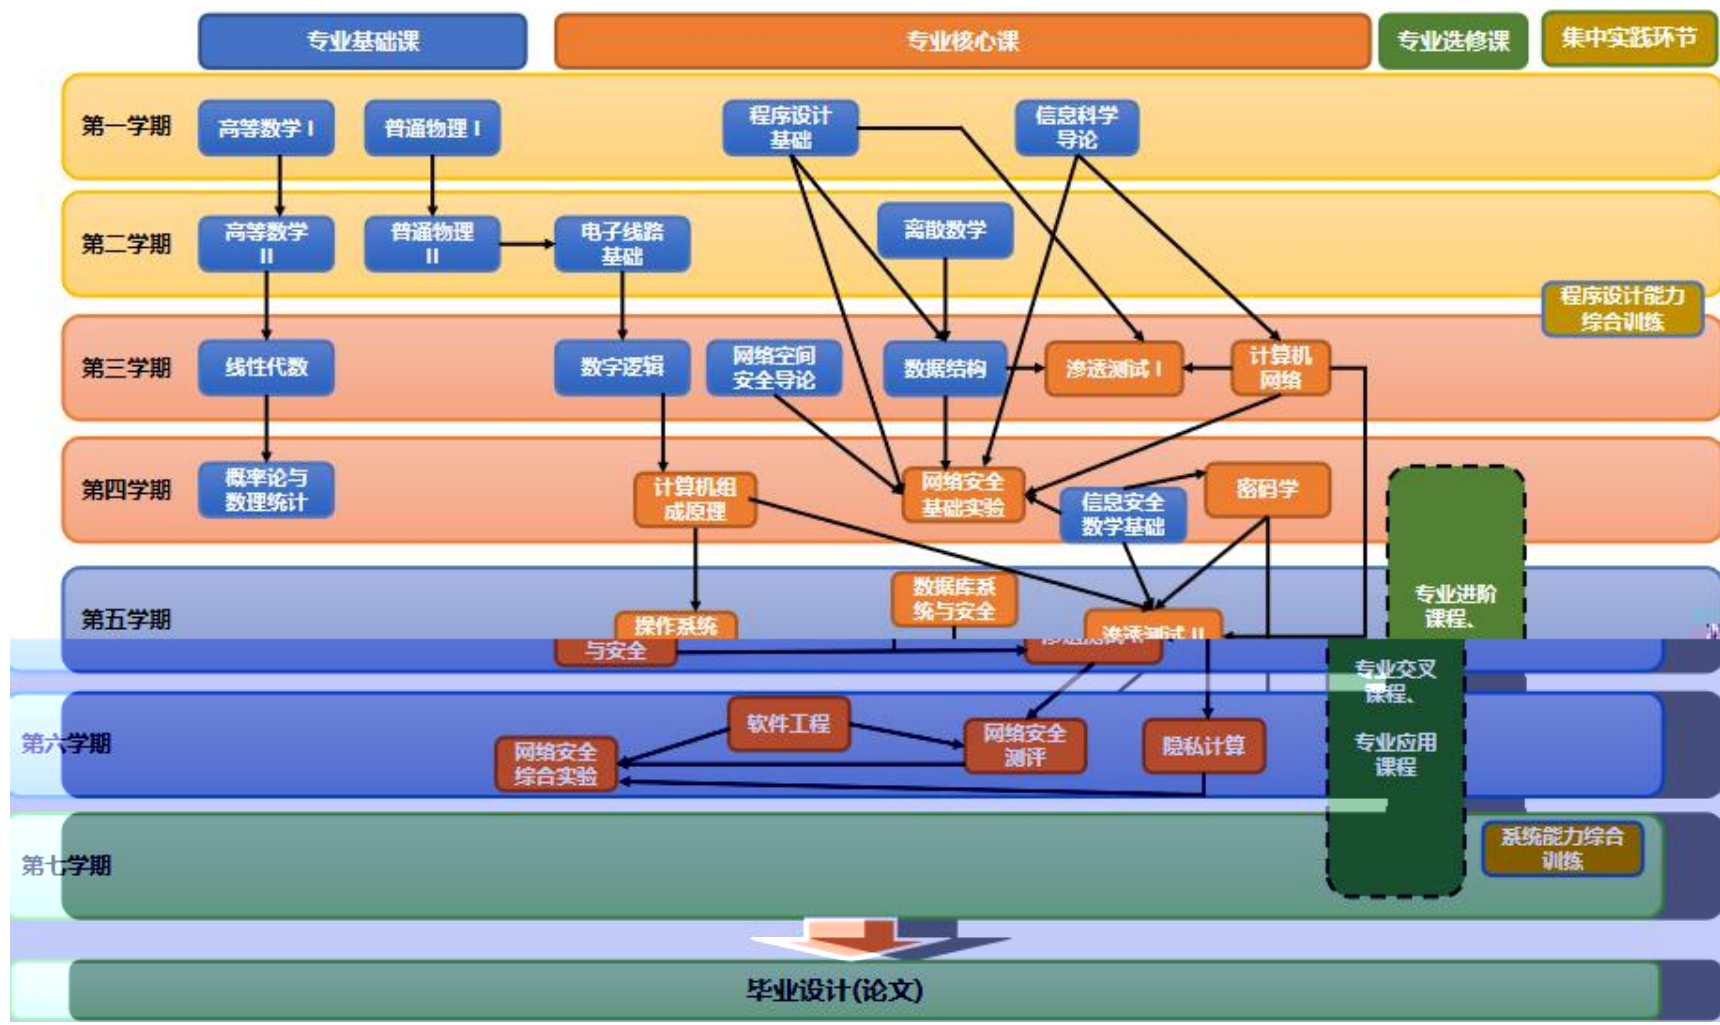 专业基础课
专业核心课
专业选修课
集中实践环节
第一学期
高等数学 I
普通物理 I
程序设计
基础
信息科学
导论
第二学期
高等数学
II
普通物理
II
电子线路
基础
离散数学
程序设计能力
综合训练
第三学期
线性代数
数字逻辑
网络空间
安全导论
数据结构
渗透测试 I
计算机
网络
第四学期
概率论与
数理统计
计算机组
成原理
网络安全
基础实验
信息安全
数学基础
密码学
第五学期
操作系统
与安全
数据库系
统与安全
渗透测试 II
专业进阶
课程、
专业交叉
课程、
专业应用
课程
第六学期
网络安全
综合实验
软件工程
网络安全
测评
隐私计算
第七学期
系统能力综合
训练
毕业设计(论文)